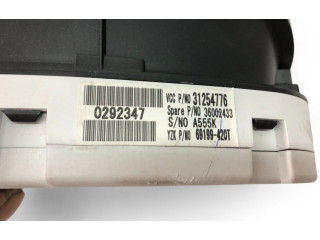 VCC P/NO 31254776
0292347
Spare P/NO 36002433
S/NO A555K
YZK P/NO 69199-420T